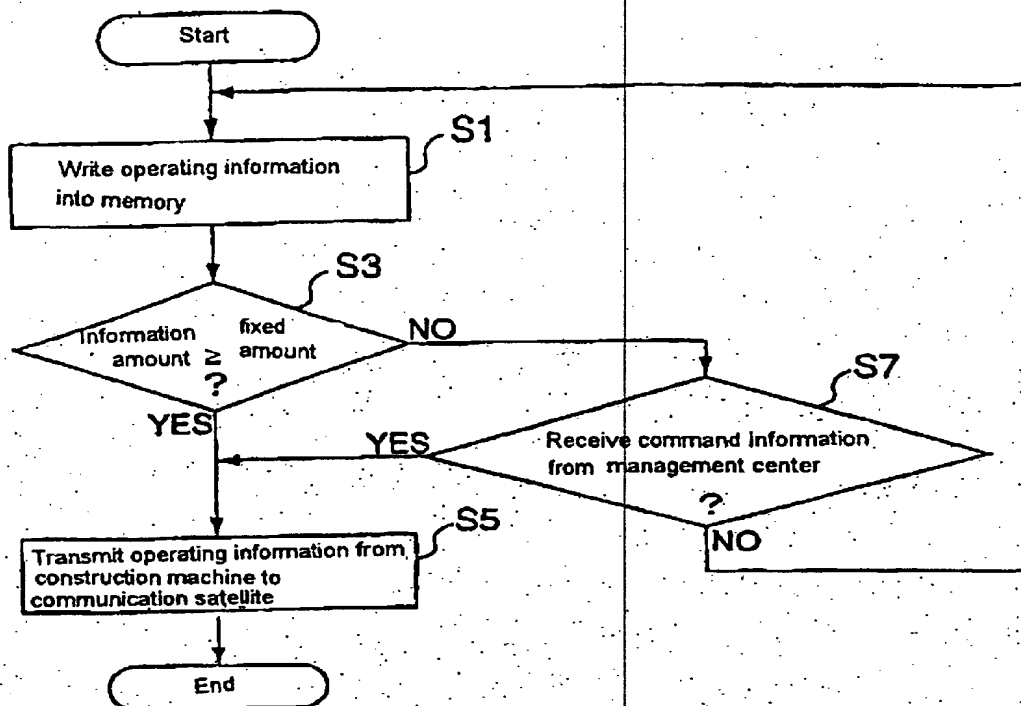 Start
S1
Write operating information
into memory
S3
Information
amount
≥
fixed
amount
?
NO
YES
S7
Receive command information
from management center
?
YES
NO
S5
Transmit operating information from
construction machine to
communication satellite
End